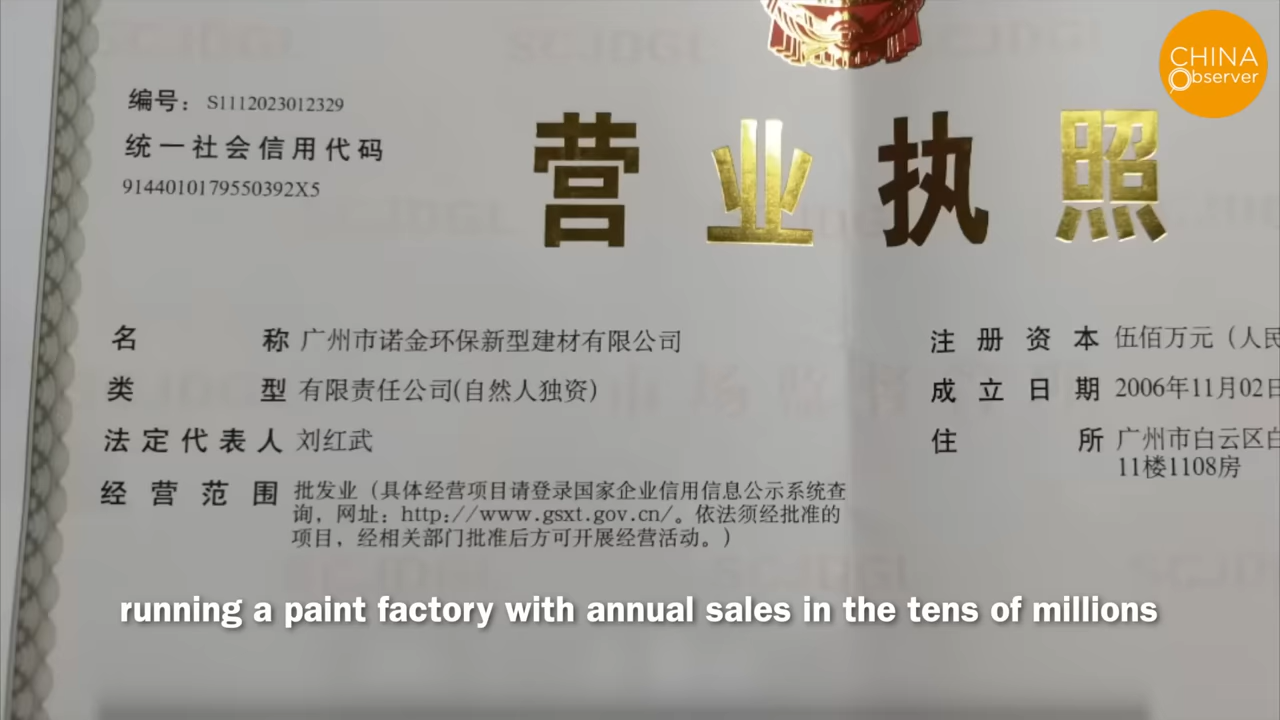 CHINA
Observer
编号：S1112023012329
统一社会信用代码
9144010179550392X5
营业执照
名称 广州市诺金环保新型建材有限公司
类型 有限责任公司(自然人独资)
法定代表人 刘红武
经营范围 批发业（具体经营项目请登录国家企业信用信息公示系统查
询，网址：http://www.gsxt.gov.cn/。依法须经批准的
项目，经相关部门批准后方可开展经营活动。）
注册资本 伍佰万元（人民
成立日期 2006年11月02日
住所 广州市白云区白
11楼1108房
running a paint factory with annual sales in the tens of millions